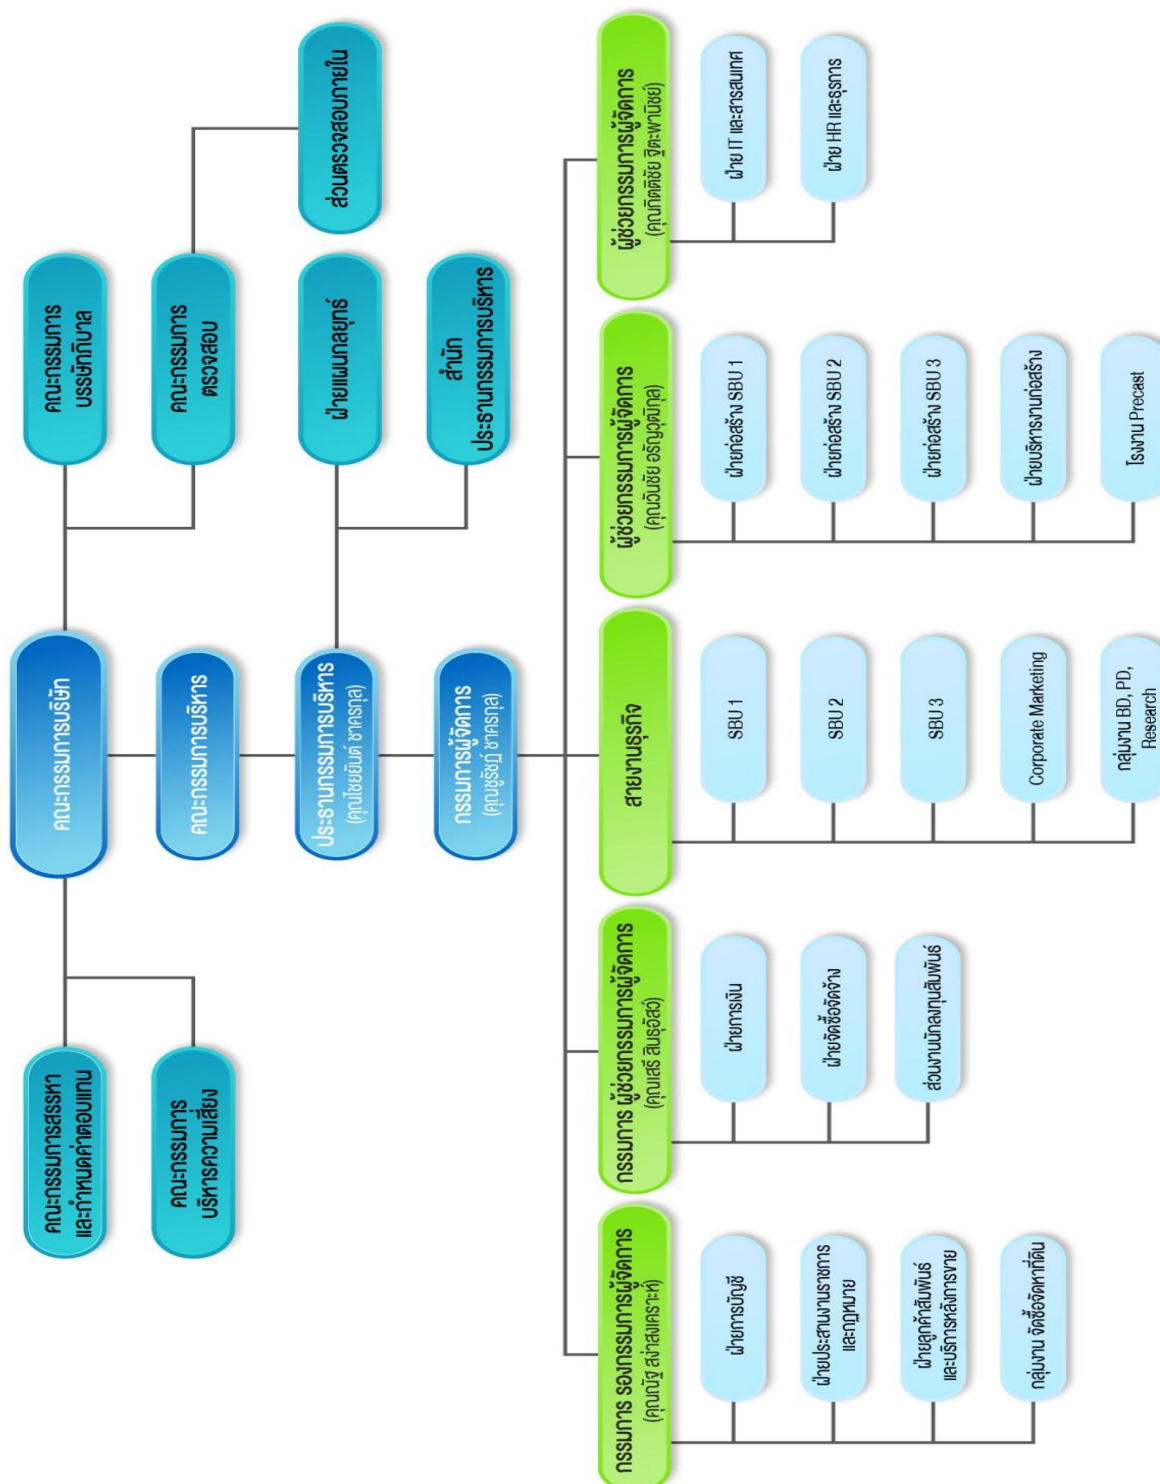 คณะกรรมการบริษัท
คณะกรรมการสรรหา
และกำหนดค่าตอบแทน
คณะกรรมการ
บรรษัทภิบาล
คณะกรรมการ
บริหารความเสี่ยง
คณะกรรมการบริหาร
คณะกรรมการ
ตรวจสอบ
ส่วนตรวจสอบภายใน
ประธานกรรมการบริหาร
(คุณไชยยันต์ ชาครกุล)
ฝ่ายแผนกลยุทธ์
กรรมการผู้จัดการ
(คุณชูรัชฏ์ ชาครกุล)
สำนัก
ประธานกรรมการบริหาร
กรรมการ รองกรรมการผู้จัดการ
(คุณณัฐ สง่าสงเคราะห์)
ฝ่ายการบัญชี
ฝ่ายประสานงานราชการ
และกฎหมาย
ฝ่ายลูกค้าสัมพันธ์
และบริการหลังการขาย
กลุ่มงาน จัดซื้อจัดหาที่ดิน
กรรมการ ผู้ช่วยกรรมการผู้จัดการ
(คุณเสรี สินธุอัสว์)
ฝ่ายการเงิน
ฝ่ายจัดซื้อจัดจ้าง
ส่วนงานนักลงทุนสัมพันธ์
สายงานธุรกิจ
SBU 1
SBU 2
SBU 3
Corporate Marketing
กลุ่มงาน BD, PD,
Research
ผู้ช่วยกรรมการผู้จัดการ
(คุณวันชัย อริญวุฒิกุล)
ฝ่ายก่อสร้าง SBU 1
ฝ่ายก่อสร้าง SBU 2
ฝ่ายก่อสร้าง SBU 3
ฝ่ายบริหารงานก่อสร้าง
โรงงาน Precast
ผู้ช่วยกรรมการผู้จัดการ
(คุณกิตติชัย ฐิตะพานิชย์)
ฝ่าย IT และสารสนเทศ
ฝ่าย HR และธุรการ